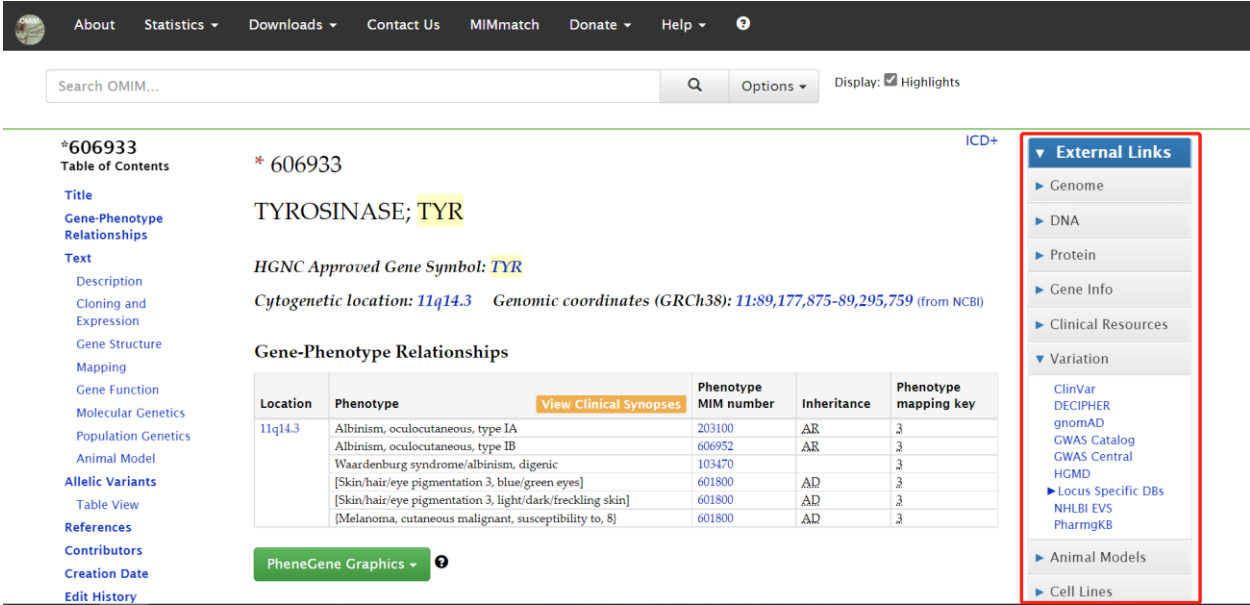 OMIM
About Statistics Downloads Contact Us MIMmatch Donate Help ?
Search OMIM...
Options
Display: Highlights
*606933
Table of Contents
Title
Gene-Phenotype
Relationships
Text
Description
Cloning and
Expression
Gene Structure
Mapping
Gene Function
Molecular Genetics
Population Genetics
Animal Model
Allelic Variants
Table View
References
Contributors
Creation Date
Edit History
ICD+
* 606933
TYROSINASE; TYR
HGNC Approved Gene Symbol: TYR
Cytogenetic location: 11q14.3 Genomic coordinates (GRCh38): 11:89,177,875-89,295,759 (from NCBI)
Gene-Phenotype Relationships
Location Phenotype View Clinical Synopses Phenotype MIM number Inheritance Phenotype mapping key
11q14.3 Albinism, oculocutaneous, type IA 203100 AR 3
Albinism, oculocutaneous, type IB 606952 AR 3
Waardenburg syndrome/albinism, digenic 103470 3
[Skin/hair/eye pigmentation 3, blue/green eyes] 601800 AD 3
[Skin/hair/eye pigmentation 3, light/dark/freckling skin] 601800 AD 3
{Melanoma, cutaneous malignant, susceptibility to, 8} 601800 AD 3
PheneGene Graphics ?
External Links
Genome
DNA
Protein
Gene Info
Clinical Resources
Variation
ClinVar
DECIPHER
gnomAD
GWAS Catalog
GWAS Central
HGMD
Locus Specific DBs
NHLBI EVS
PharmgKB
Animal Models
Cell Lines